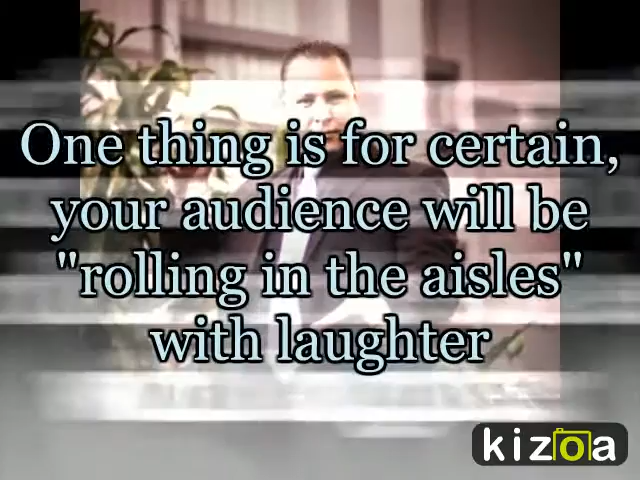 One thing is for certain,
your audience will be
"rolling in the aisles"
with laughter
kizoa